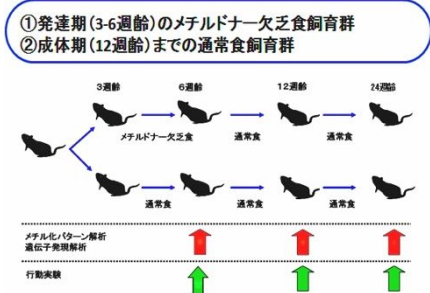 ①発達期(3-6週齢)のメチルドナー欠乏食飼育群
②成体期(12週齢)までの通常食飼育群
3週齢 6週齢 12週齢 24週齢
メチルドナー欠乏食 通常食 通常食
通常食 通常食 通常食
メチル化パターン解析
遺伝子発現解析
行動実験